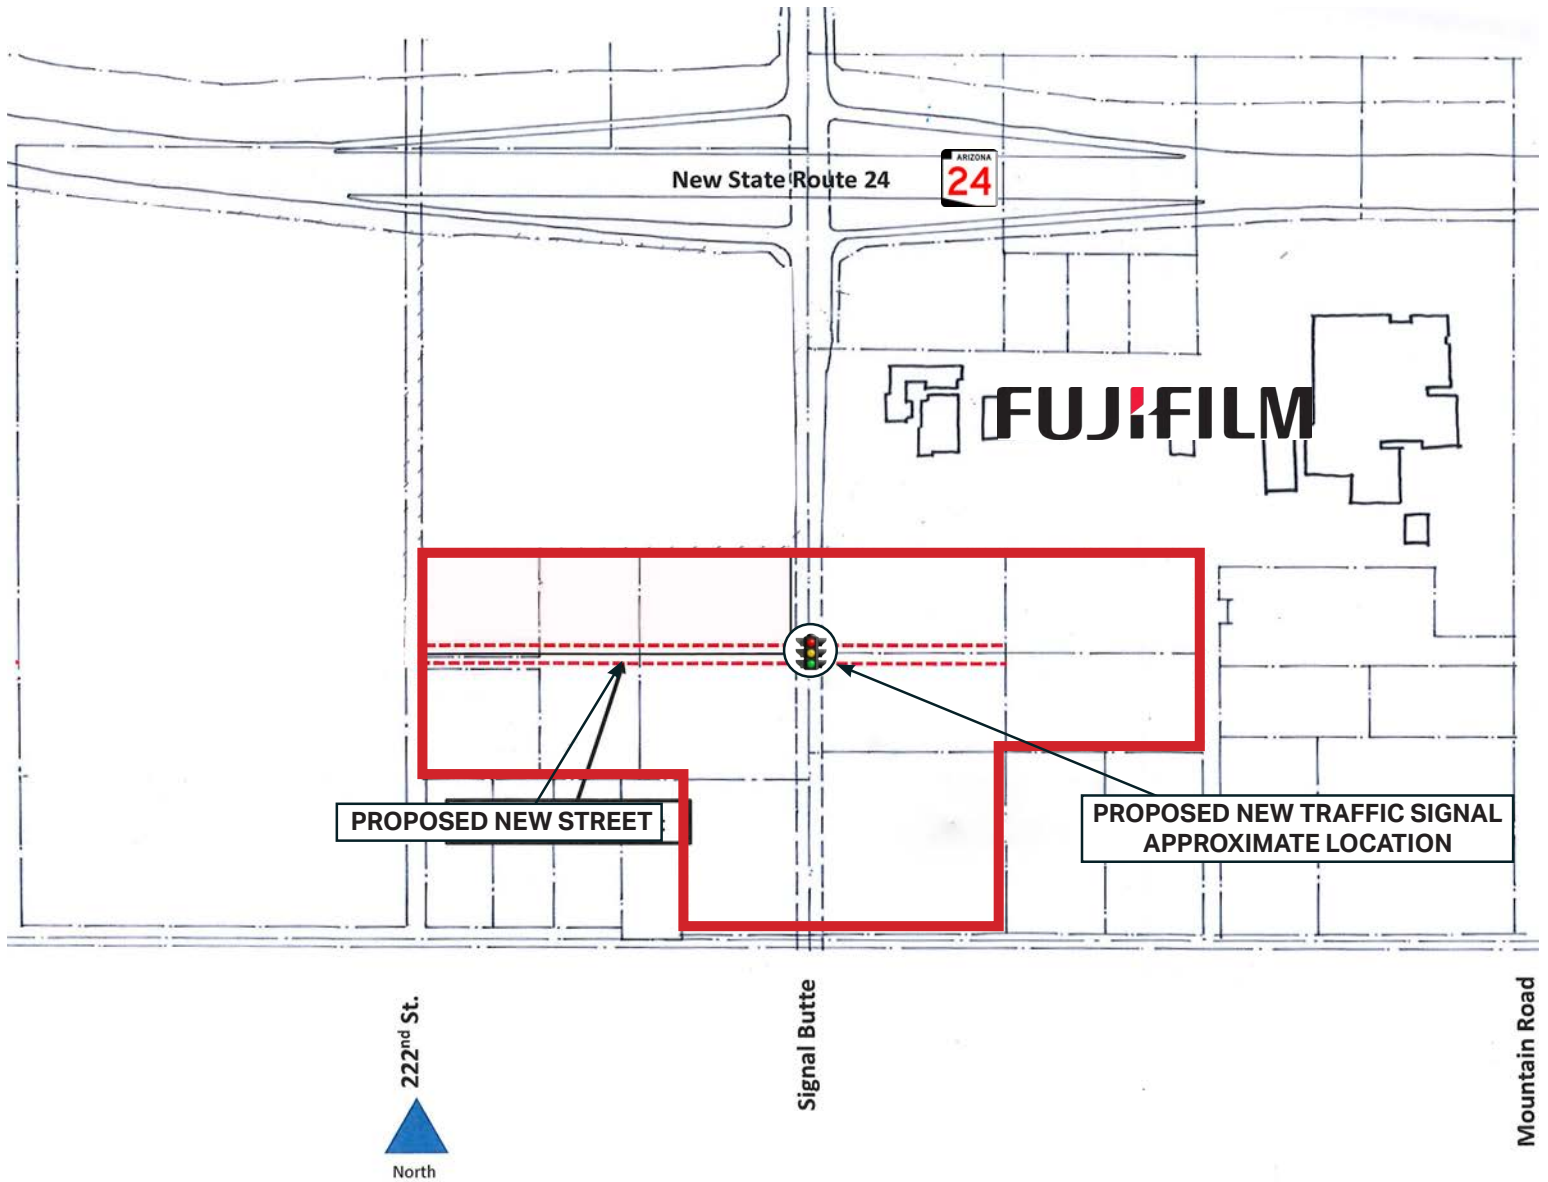 New State Route 24
ARIZONA
24
FUJIFILM
PROPOSED NEW STREET
PROPOSED NEW TRAFFIC SIGNAL
APPROXIMATE LOCATION
222nd St.
Signal Butte
Mountain Road
North